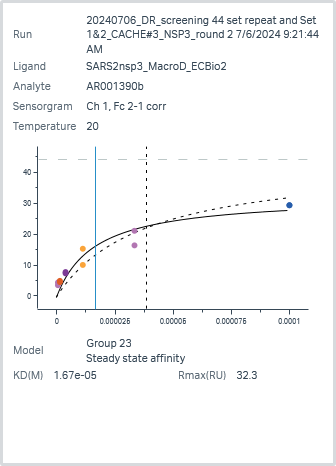 Run 20240706_DR_screening 44 set repeat and Set
1&2_CACHE#3_NSP3_round 2 7/6/2024 9:21:44
AM
Ligand SARS2nsp3_MacroD_ECBio2
Analyte AR001390b
Sensorgram Ch 1, Fc 2-1 corr
Temperature 20
40
30
20
10
0
0 0.000025 0.00005 0.000075 0.0001
Model Group 23
Steady state affinity
KD(M) 1.67e-05 Rmax(RU) 32.3